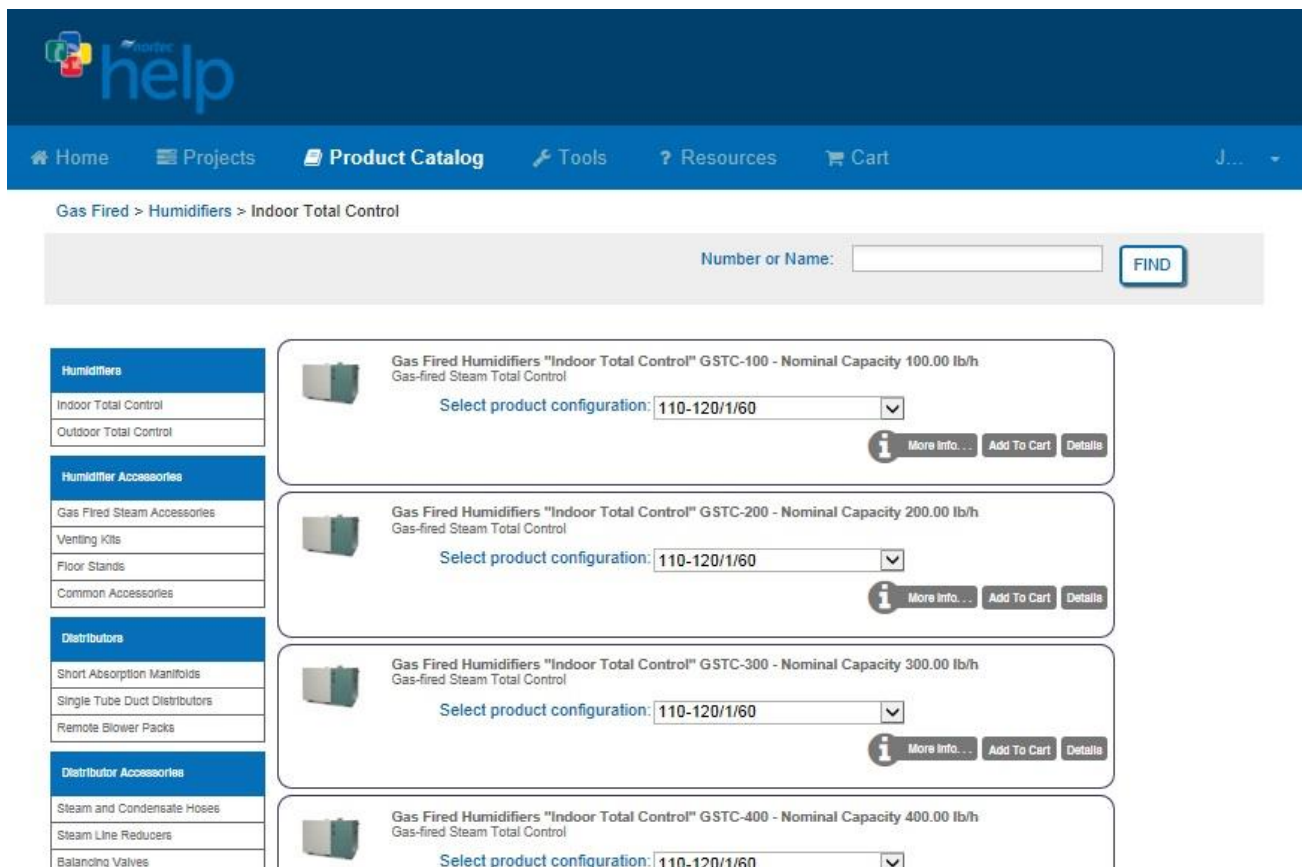 nortec
help
Home Projects Product Catalog Tools ? Resources Cart J...
Gas Fired > Humidifiers > Indoor Total Control
Number or Name: FIND
Humidifiers
Indoor Total Control
Outdoor Total Control
Humidifier Accessories
Gas Fired Steam Accessories
Venting Kits
Floor Stands
Common Accessories
Distributors
Short Absorption Manifolds
Single Tube Duct Distributors
Remote Blower Packs
Distributor Accessories
Steam and Condensate Hoses
Steam Line Reducers
Balancing Valves
Gas Fired Humidifiers "Indoor Total Control" GSTC-100 - Nominal Capacity 100.00 lb/h
Gas-fired Steam Total Control
Select product configuration: 110-120/1/60
i More Info... Add To Cart Details
Gas Fired Humidifiers "Indoor Total Control" GSTC-200 - Nominal Capacity 200.00 lb/h
Gas-fired Steam Total Control
Select product configuration: 110-120/1/60
i More Info... Add To Cart Details
Gas Fired Humidifiers "Indoor Total Control" GSTC-300 - Nominal Capacity 300.00 lb/h
Gas-fired Steam Total Control
Select product configuration: 110-120/1/60
i More Info... Add To Cart Details
Gas Fired Humidifiers "Indoor Total Control" GSTC-400 - Nominal Capacity 400.00 lb/h
Gas-fired Steam Total Control
Select product configuration: 110-120/1/60